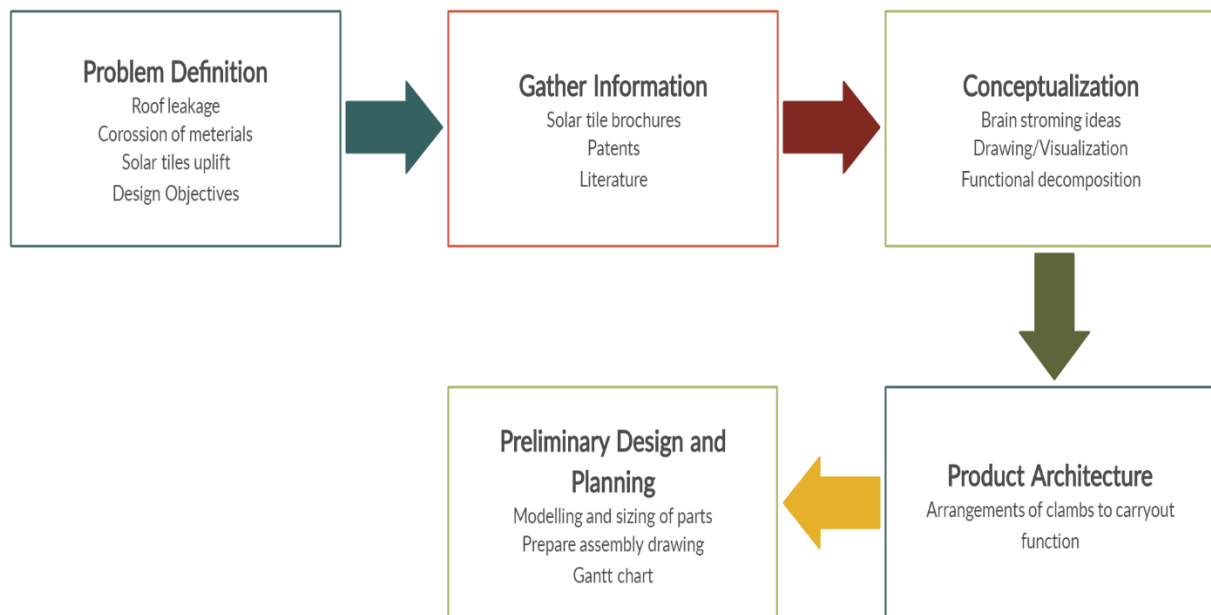 Problem Definition
Roof leakage
Corossion of meterials
Solar tiles uplift
Design Objectives
Gather Information
Solar tile brochures
Patents
Literature
Conceptualization
Brain stroming ideas
Drawing/Visualization
Functional decomposition
Product Architecture
Arrangements of clambs to carryout
function
Preliminary Design and
Planning
Modelling and sizing of parts
Prepare assembly drawing
Gantt chart